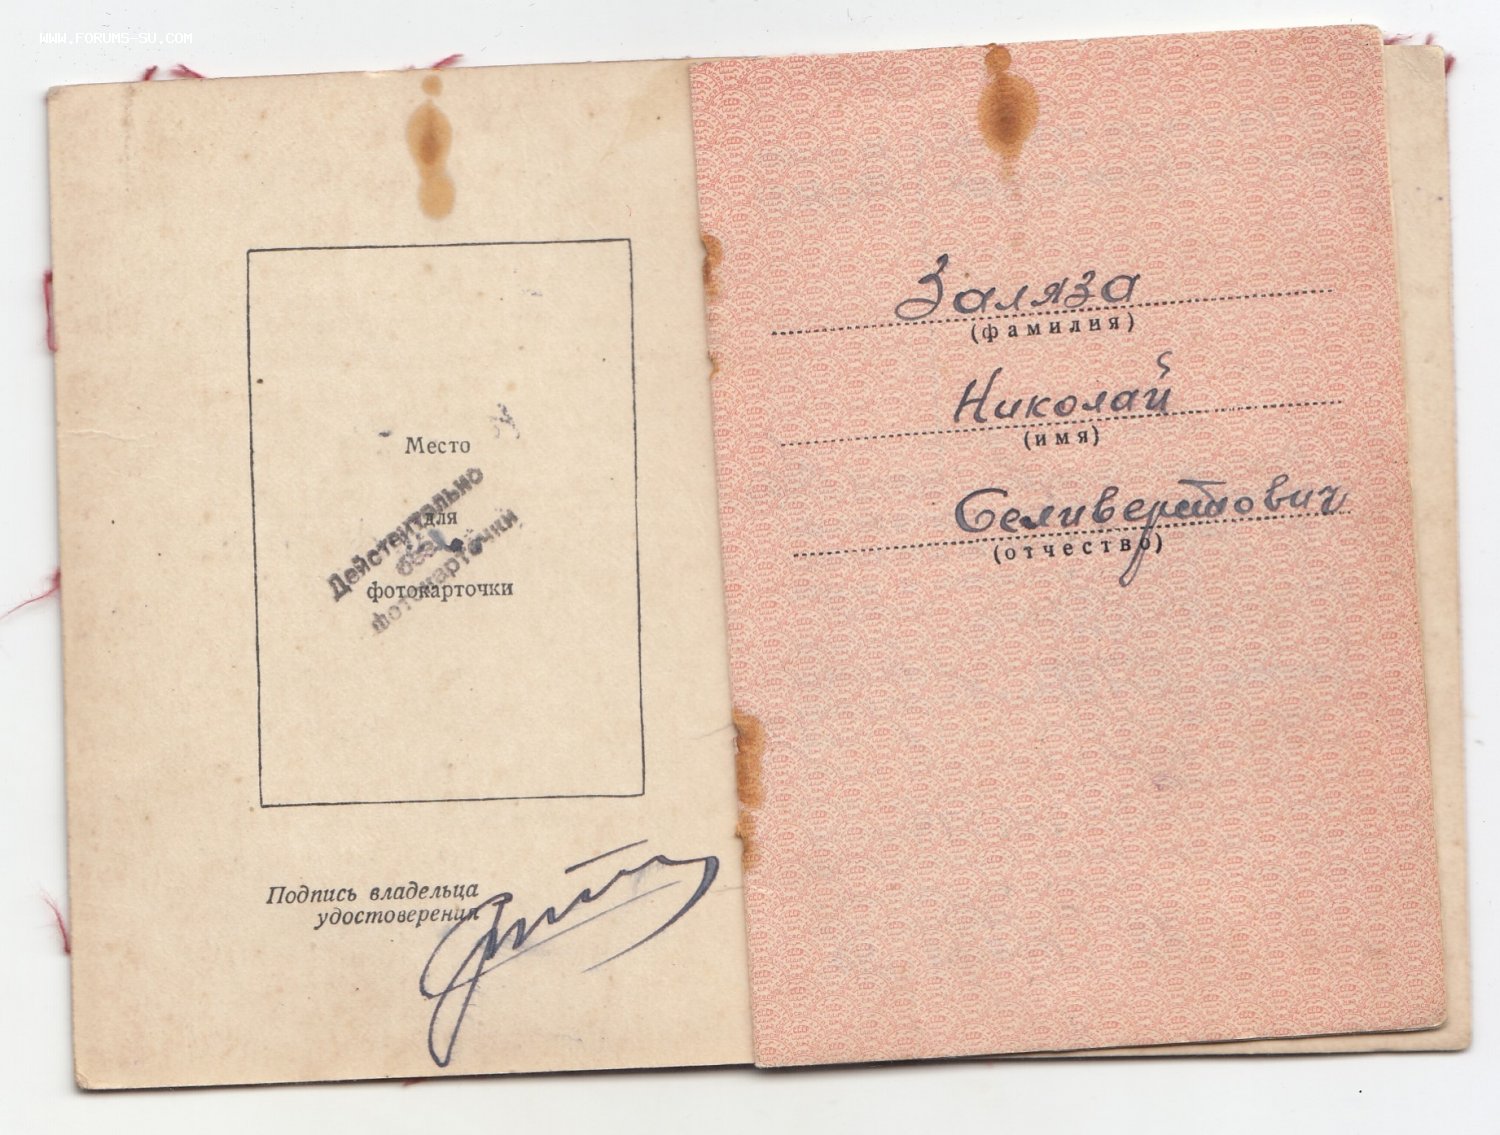 WWW.FORUMS-SU.COM
Место
для
фотокарточки
Действительно
без
фотокарточки
Подпись владельца
удостоверения
Заляза
(фамилия)
Николай
(имя)
Селиверстович
(отчество)